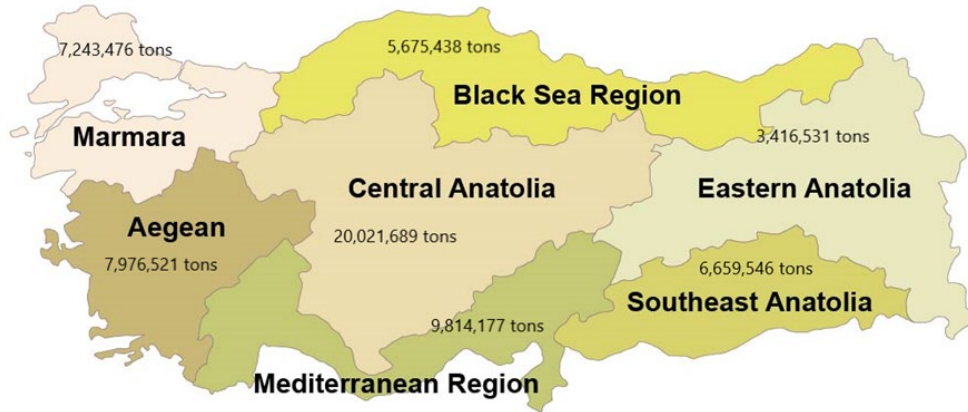 7,243,476 tons
5,675,438 tons
Black Sea Region
Marmara
3,416,531 tons
Central Anatolia
Eastern Anatolia
Aegean
20,021,689 tons
7,976,521 tons
6,659,546 tons
Southeast Anatolia
9,814,177 tons
Mediterranean Region